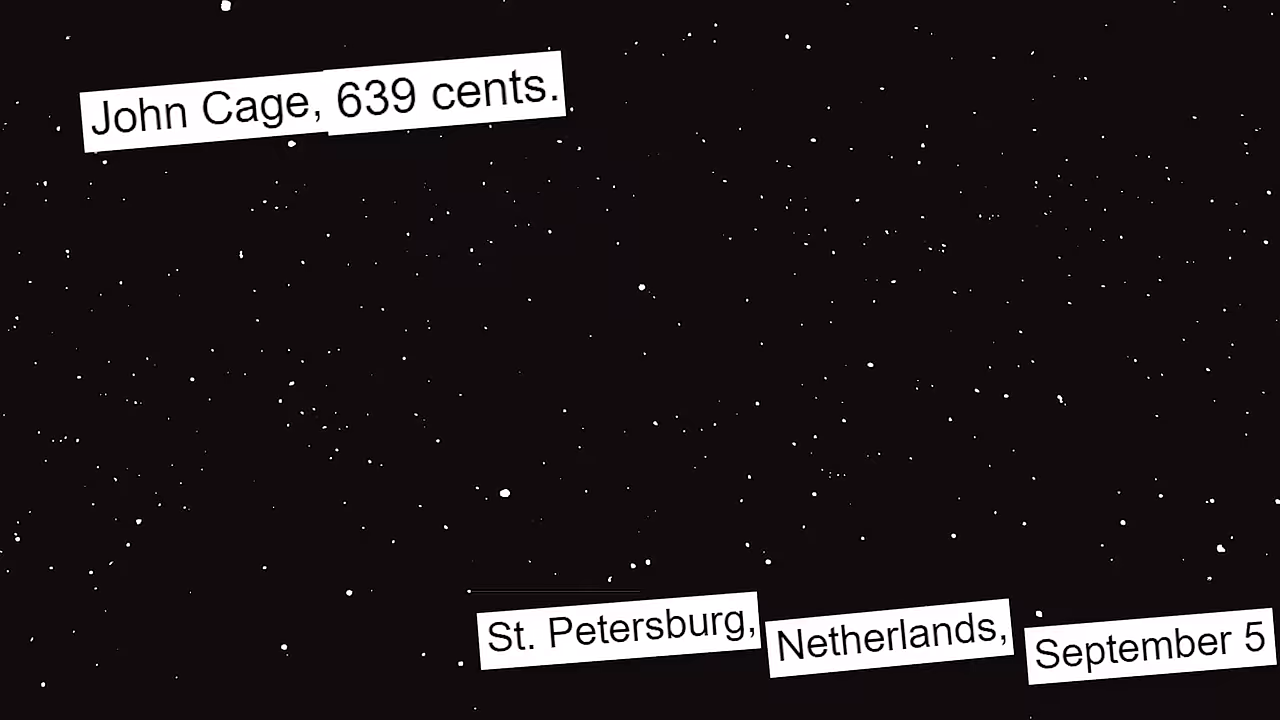 John Cage, 639 cents.
St. Petersburg, Netherlands, September 5